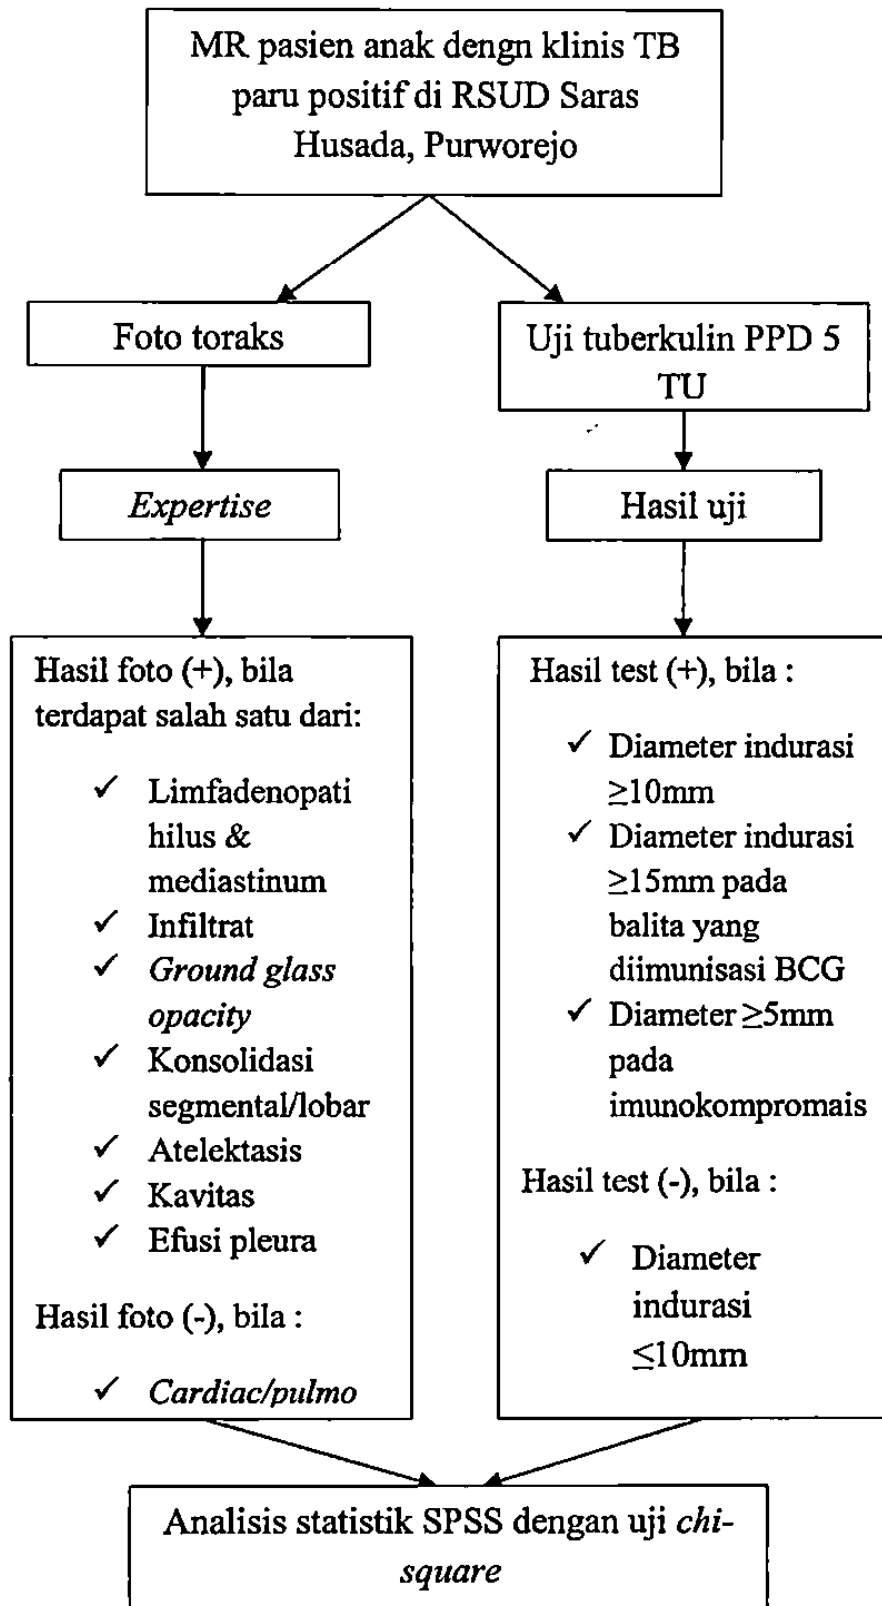 MR pasien anak dengn klinis TB
paru positif di RSUD Saras
Husada, Purworejo
Foto toraks
Uji tuberkulin PPD 5
TU
Expertise
Hasil uji
Hasil foto (+), bila
terdapat salah satu dari:
✓ Limfadenopati
hilus &
mediastinum
✓ Infiltrat
✓ Ground glass
opacity
✓ Konsolidasi
segmental/lobar
✓ Atelektasis
✓ Kavitas
✓ Efusi pleura
Hasil foto (-), bila :
✓ Cardiac/pulmo
Hasil test (+), bila :
✓ Diameter indurasi
≥10mm
✓ Diameter indurasi
≥15mm pada
balita yang
diimunisasi BCG
✓ Diameter ≥5mm
pada
imunokompromais
Hasil test (-), bila :
✓ Diameter
indurasi
≤10mm
Analisis statistik SPSS dengan uji chi-
square